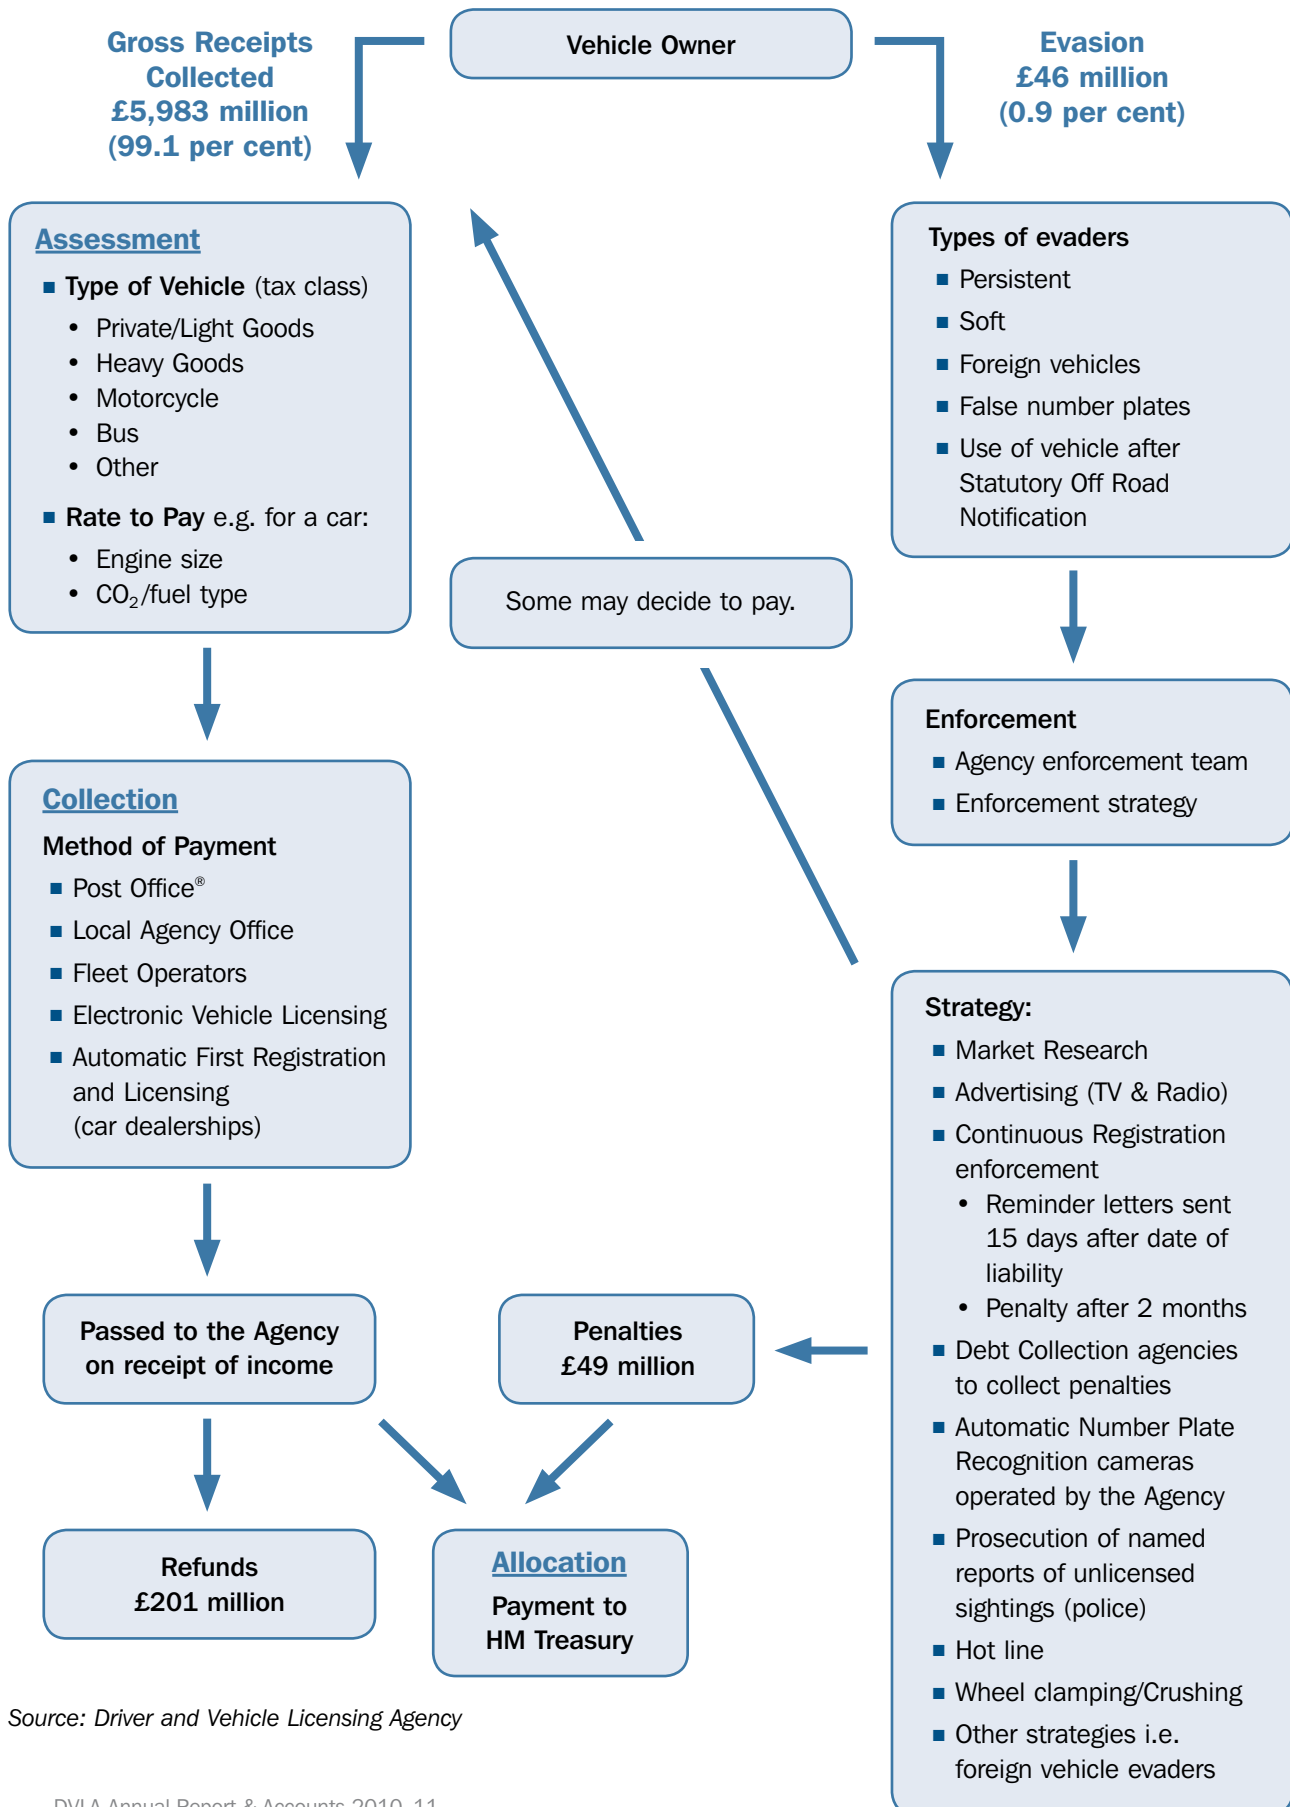 Gross Receipts
Collected
£5,983 million
(99.1 per cent)
Vehicle Owner
Evasion
£46 million
(0.9 per cent)
Assessment
■ Type of Vehicle (tax class)
• Private/Light Goods
• Heavy Goods
• Motorcycle
• Bus
• Other
■ Rate to Pay e.g. for a car:
• Engine size
• CO₂/fuel type
Types of evaders
■ Persistent
■ Soft
■ Foreign vehicles
■ False number plates
■ Use of vehicle after
Statutory Off Road
Notification
Some may decide to pay.
Enforcement
■ Agency enforcement team
■ Enforcement strategy
Collection
Method of Payment
■ Post Office®
■ Local Agency Office
■ Fleet Operators
■ Electronic Vehicle Licensing
■ Automatic First Registration
and Licensing
(car dealerships)
Strategy:
■ Market Research
■ Advertising (TV & Radio)
■ Continuous Registration
enforcement
• Reminder letters sent
15 days after date of
liability
• Penalty after 2 months
■ Debt Collection agencies
to collect penalties
■ Automatic Number Plate
Recognition cameras
operated by the Agency
■ Prosecution of named
reports of unlicensed
sightings (police)
■ Hot line
■ Wheel clamping/Crushing
■ Other strategies i.e.
foreign vehicle evaders
Passed to the Agency
on receipt of income
Penalties
£49 million
Refunds
£201 million
Allocation
Payment to
HM Treasury
Source: Driver and Vehicle Licensing Agency
DVLA Annual Report & Accounts 2010-11